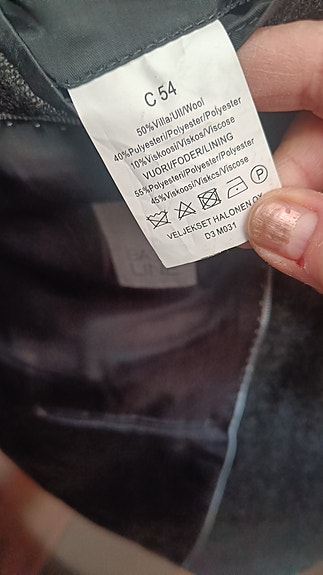 C 54
50%Villa/Ull/Wool
40%Polyesteri/Polyester/Polyester
10%Viskoosi/Viskos/Viscose
VUORI/FODER/LINING
55%Polyesteri/Polyester/Polyester
45%Viskoosi/Viskos/Viscose
P
VELJEKSET HALONEN OY
D3 M031
LINE